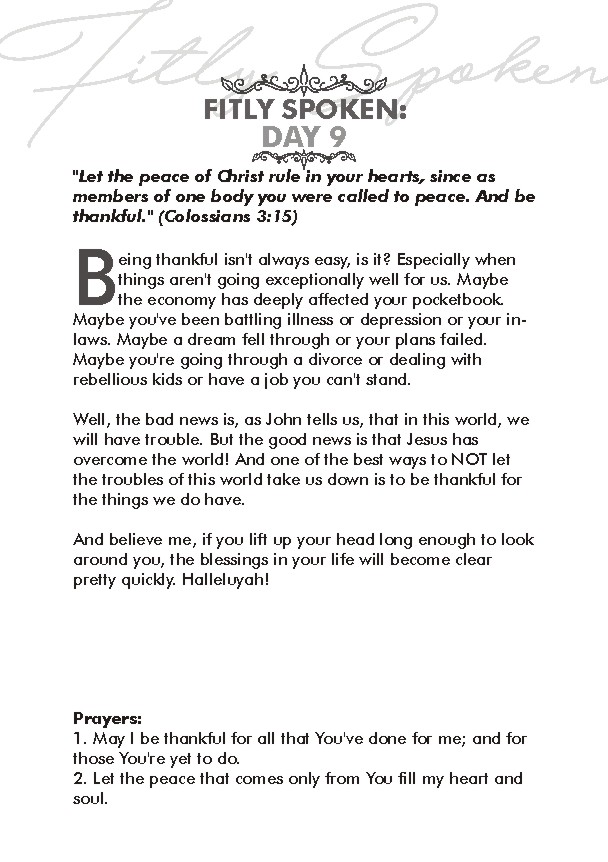 Fitly Spoken
FITLY SPOKEN:
DAY 9
"Let the peace of Christ rule in your hearts, since as
members of one body you were called to peace. And be
thankful." (Colossians 3:15)
Being thankful isn't always easy, is it? Especially when
things aren't going exceptionally well for us. Maybe
the economy has deeply affected your pocketbook.
Maybe you've been battling illness or depression or your in-
laws. Maybe a dream fell through or your plans failed.
Maybe you're going through a divorce or dealing with
rebellious kids or have a job you can't stand.
Well, the bad news is, as John tells us, that in this world, we
will have trouble. But the good news is that Jesus has
overcome the world! And one of the best ways to NOT let
the troubles of this world take us down is to be thankful for
the things we do have.
And believe me, if you lift up your head long enough to look
around you, the blessings in your life will become clear
pretty quickly. Halleluyah!
Prayers:
1. May I be thankful for all that You've done for me; and for
those You're yet to do.
2. Let the peace that comes only from You fill my heart and
soul.